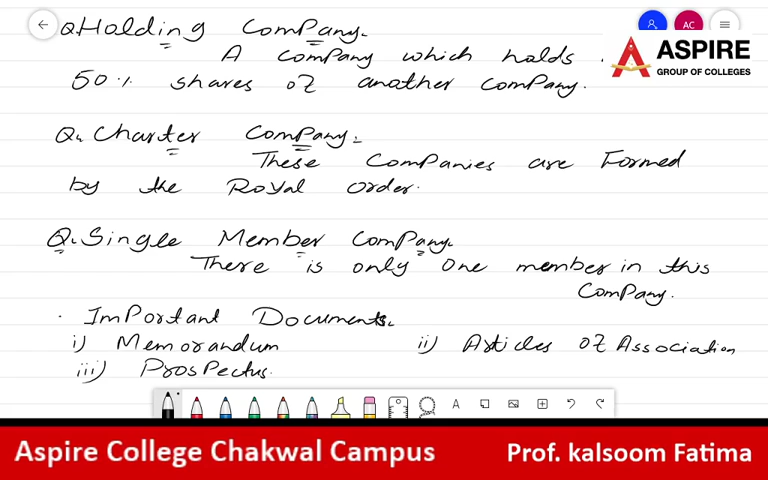 Q.Holding Company.
A Company which holds
50% shares of another company.
Q. Charter Company.
These Companies are Formed
by the Royal order.
Q. Single Member Company.
There is only one member in this
Company.
. Important Documents.
i) Memorandum ii) Articles of Association
iii) Prospectus.
AC
ASPIRE
GROUP OF COLLEGES
Aspire College Chakwal Campus Prof. kalsoom Fatima